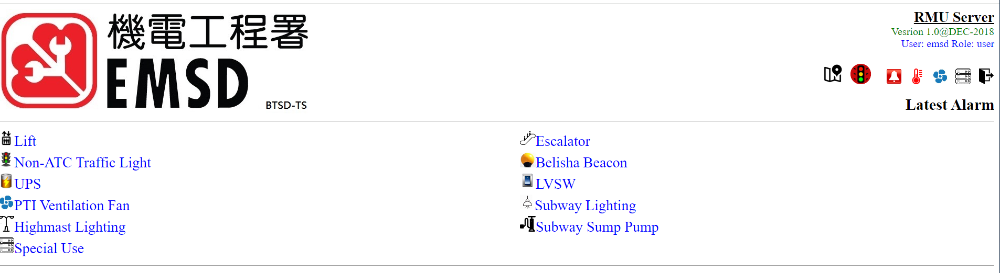 機電工程署
EMSD
BTSD-TS
RMU Server
Vesrion 1.0@DEC-2018
User: emsd Role: user
Latest Alarm
Lift
Escalator
Non-ATC Traffic Light
Belisha Beacon
UPS
LVSW
PTI Ventilation Fan
Subway Lighting
Highmast Lighting
Subway Sump Pump
Special Use